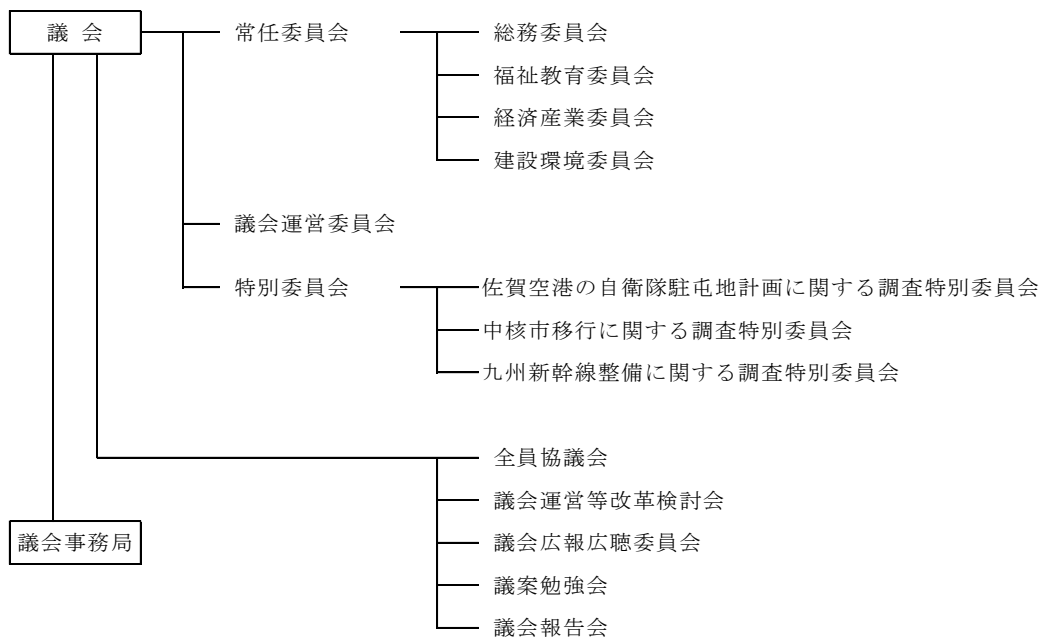 議 会
常任委員会
総務委員会
福祉教育委員会
経済産業委員会
建設環境委員会
議会運営委員会
特別委員会
佐賀空港の自衛隊駐屯地計画に関する調査特別委員会
中核市移行に関する調査特別委員会
九州新幹線整備に関する調査特別委員会
全員協議会
議会運営等改革検討会
議会事務局
議会広報広聴委員会
議案勉強会
議会報告会